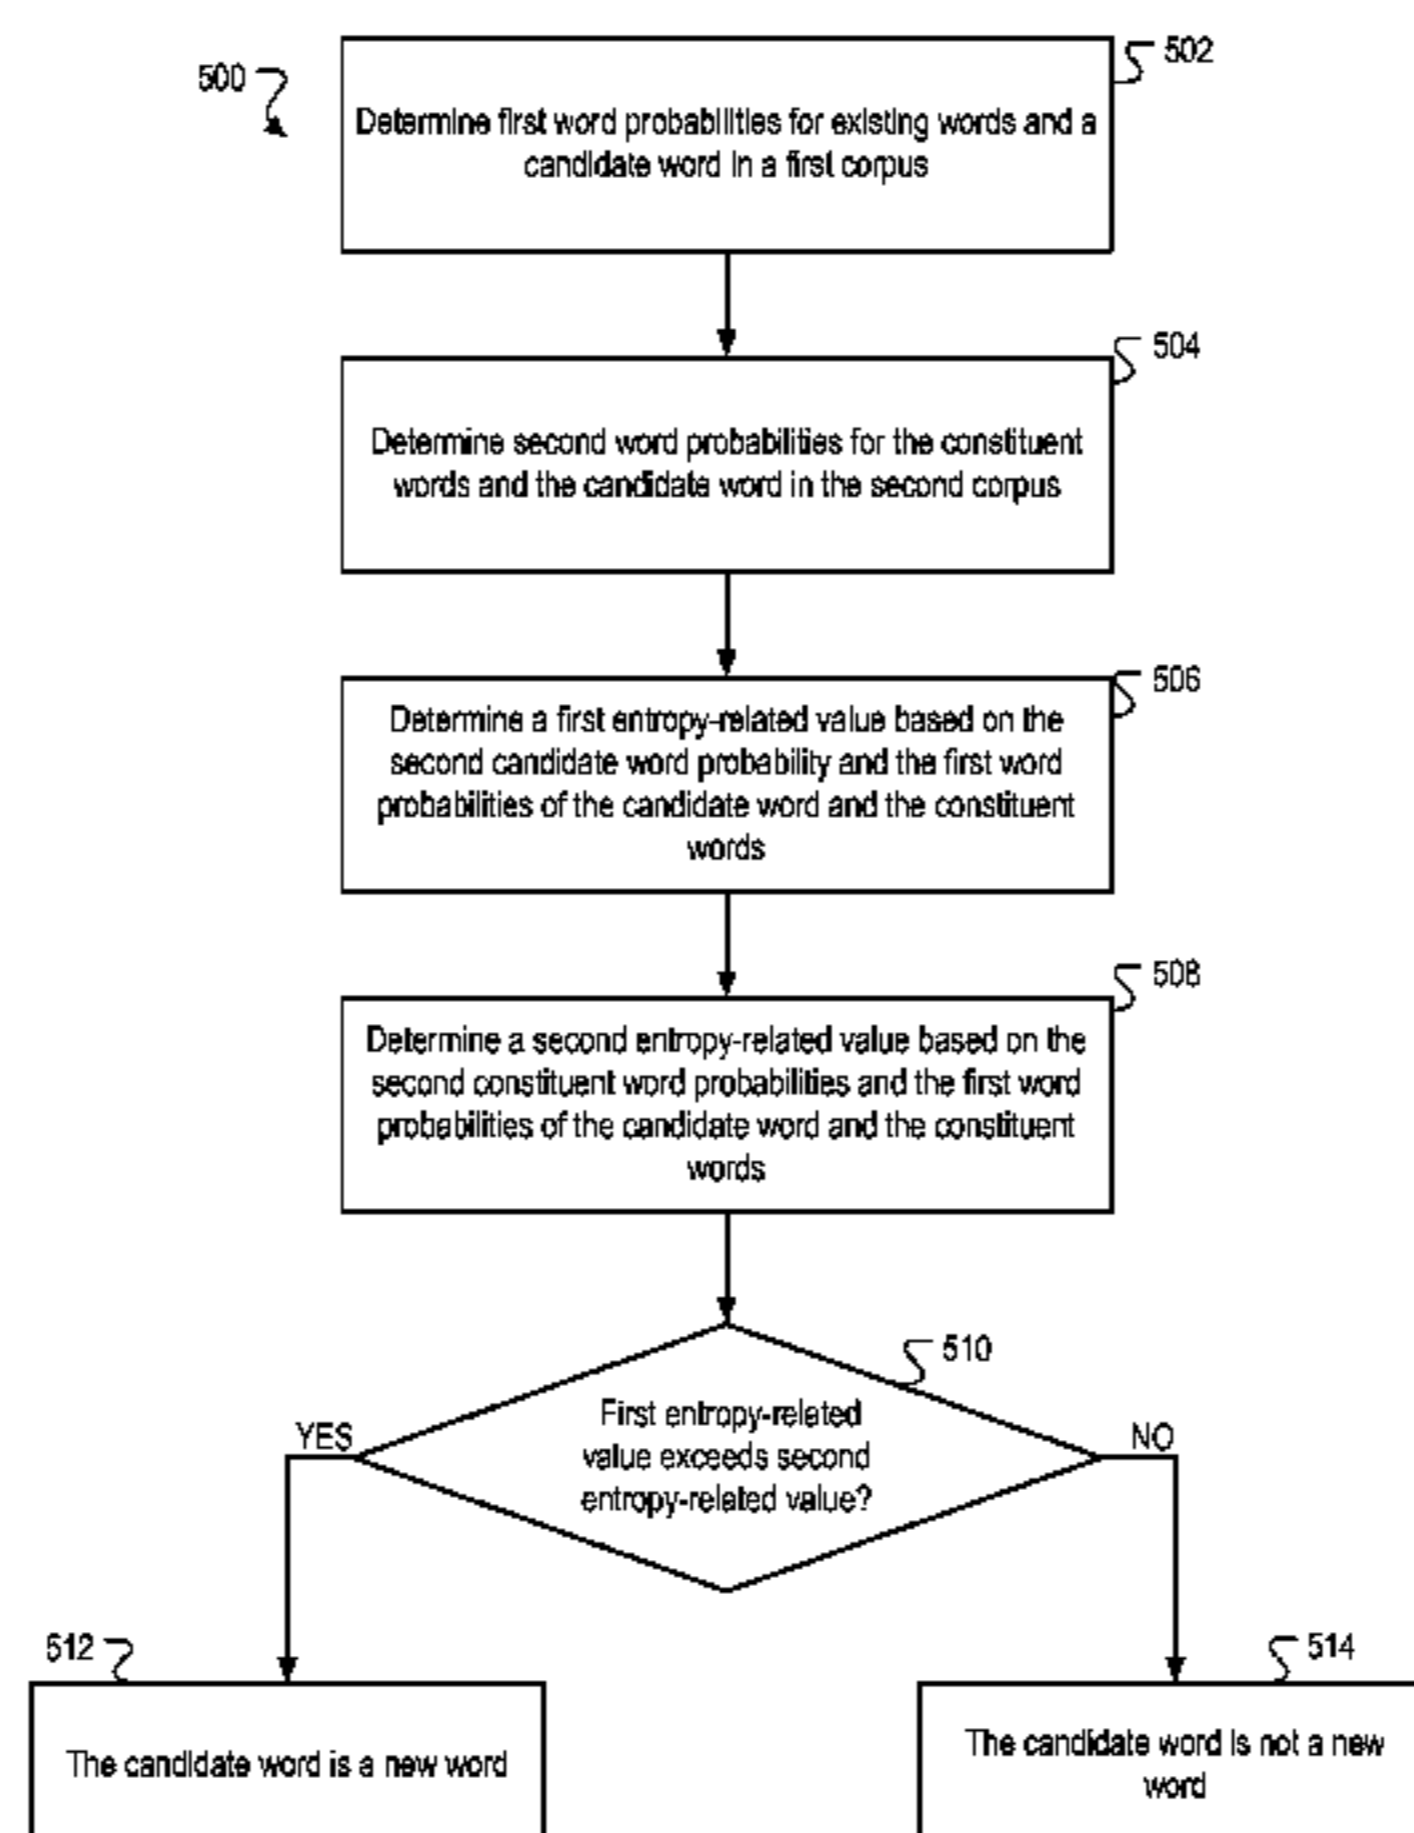 500
502
Determine first word probabilities for existing words and a
candidate word in a first corpus
504
Determine second word probabilities for the constituent
words and the candidate word in the second corpus
506
Determine a first entropy-related value based on the
second candidate word probability and the first word
probabilities of the candidate word and the constituent
words
508
Determine a second entropy-related value based on the
second constituent word probabilities and the first word
probabilities of the candidate word and the constituent
words
510
First entropy-related
value exceeds second
entropy-related value?
YES
NO
512
The candidate word is a new word
514
The candidate word is not a new
word